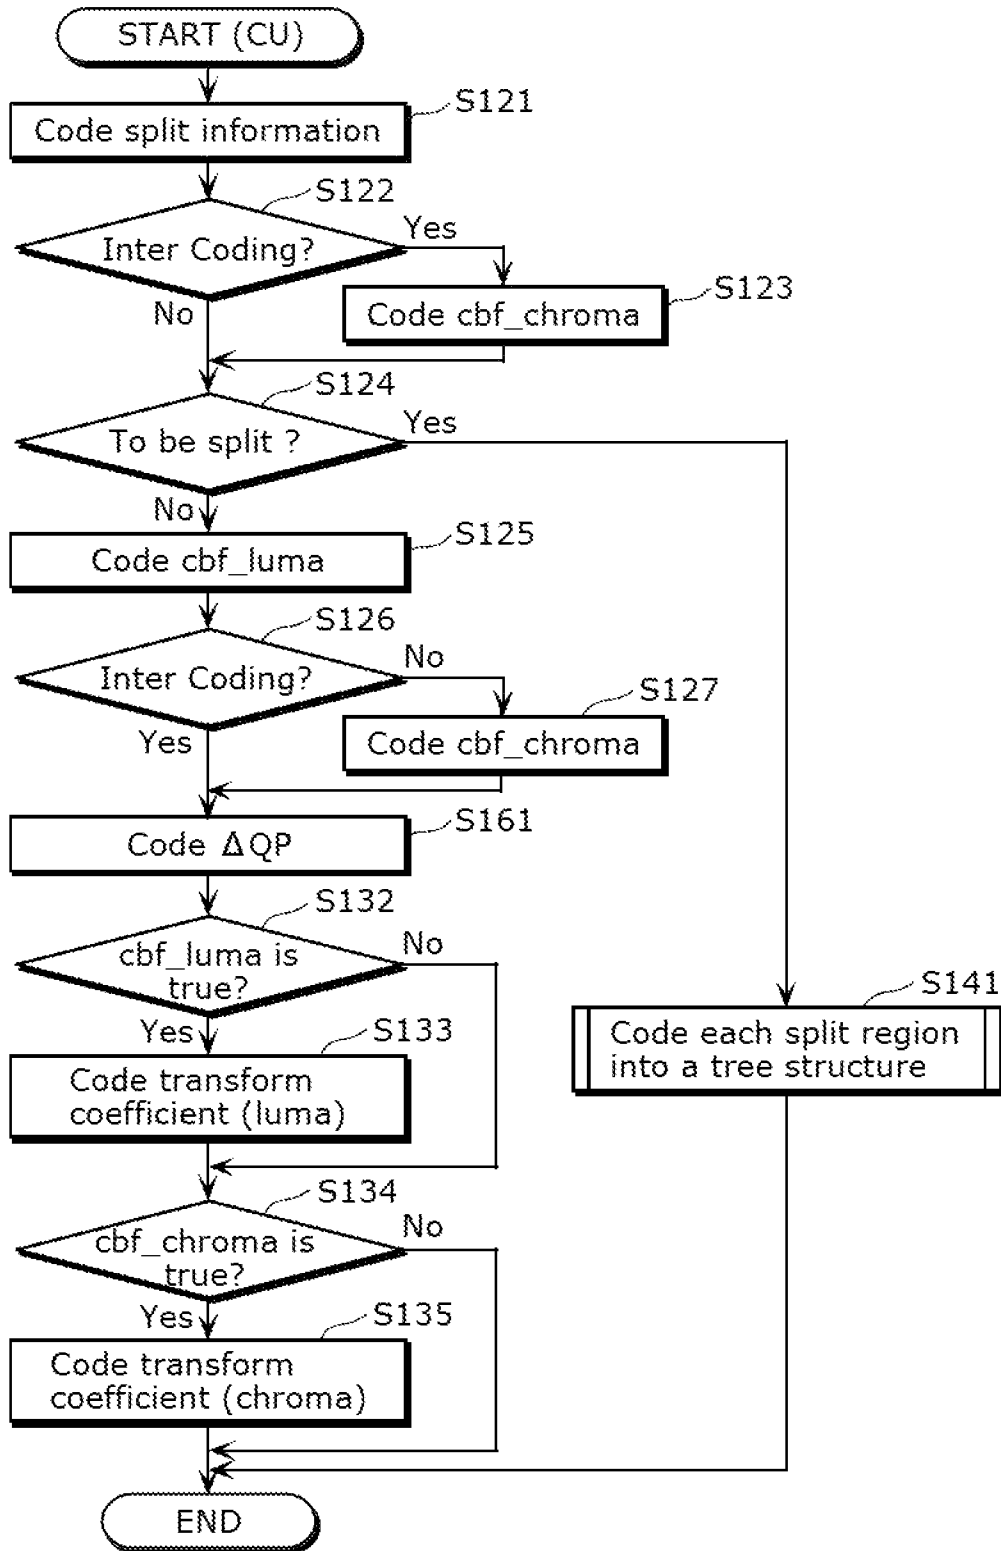 START (CU)
S121
Code split information
S122
Inter Coding?
Yes
No
S123
Code cbf_chroma
S124
To be split ?
Yes
No
S125
Code cbf_luma
S126
Inter Coding?
No
Yes
S127
Code cbf_chroma
S161
Code ΔQP
S132
cbf_luma is
true?
No
Yes
S133
Code transform
coefficient (luma)
S141
Code each split region
into a tree structure
S134
cbf_chroma is
true?
No
Yes
S135
Code transform
coefficient (chroma)
END